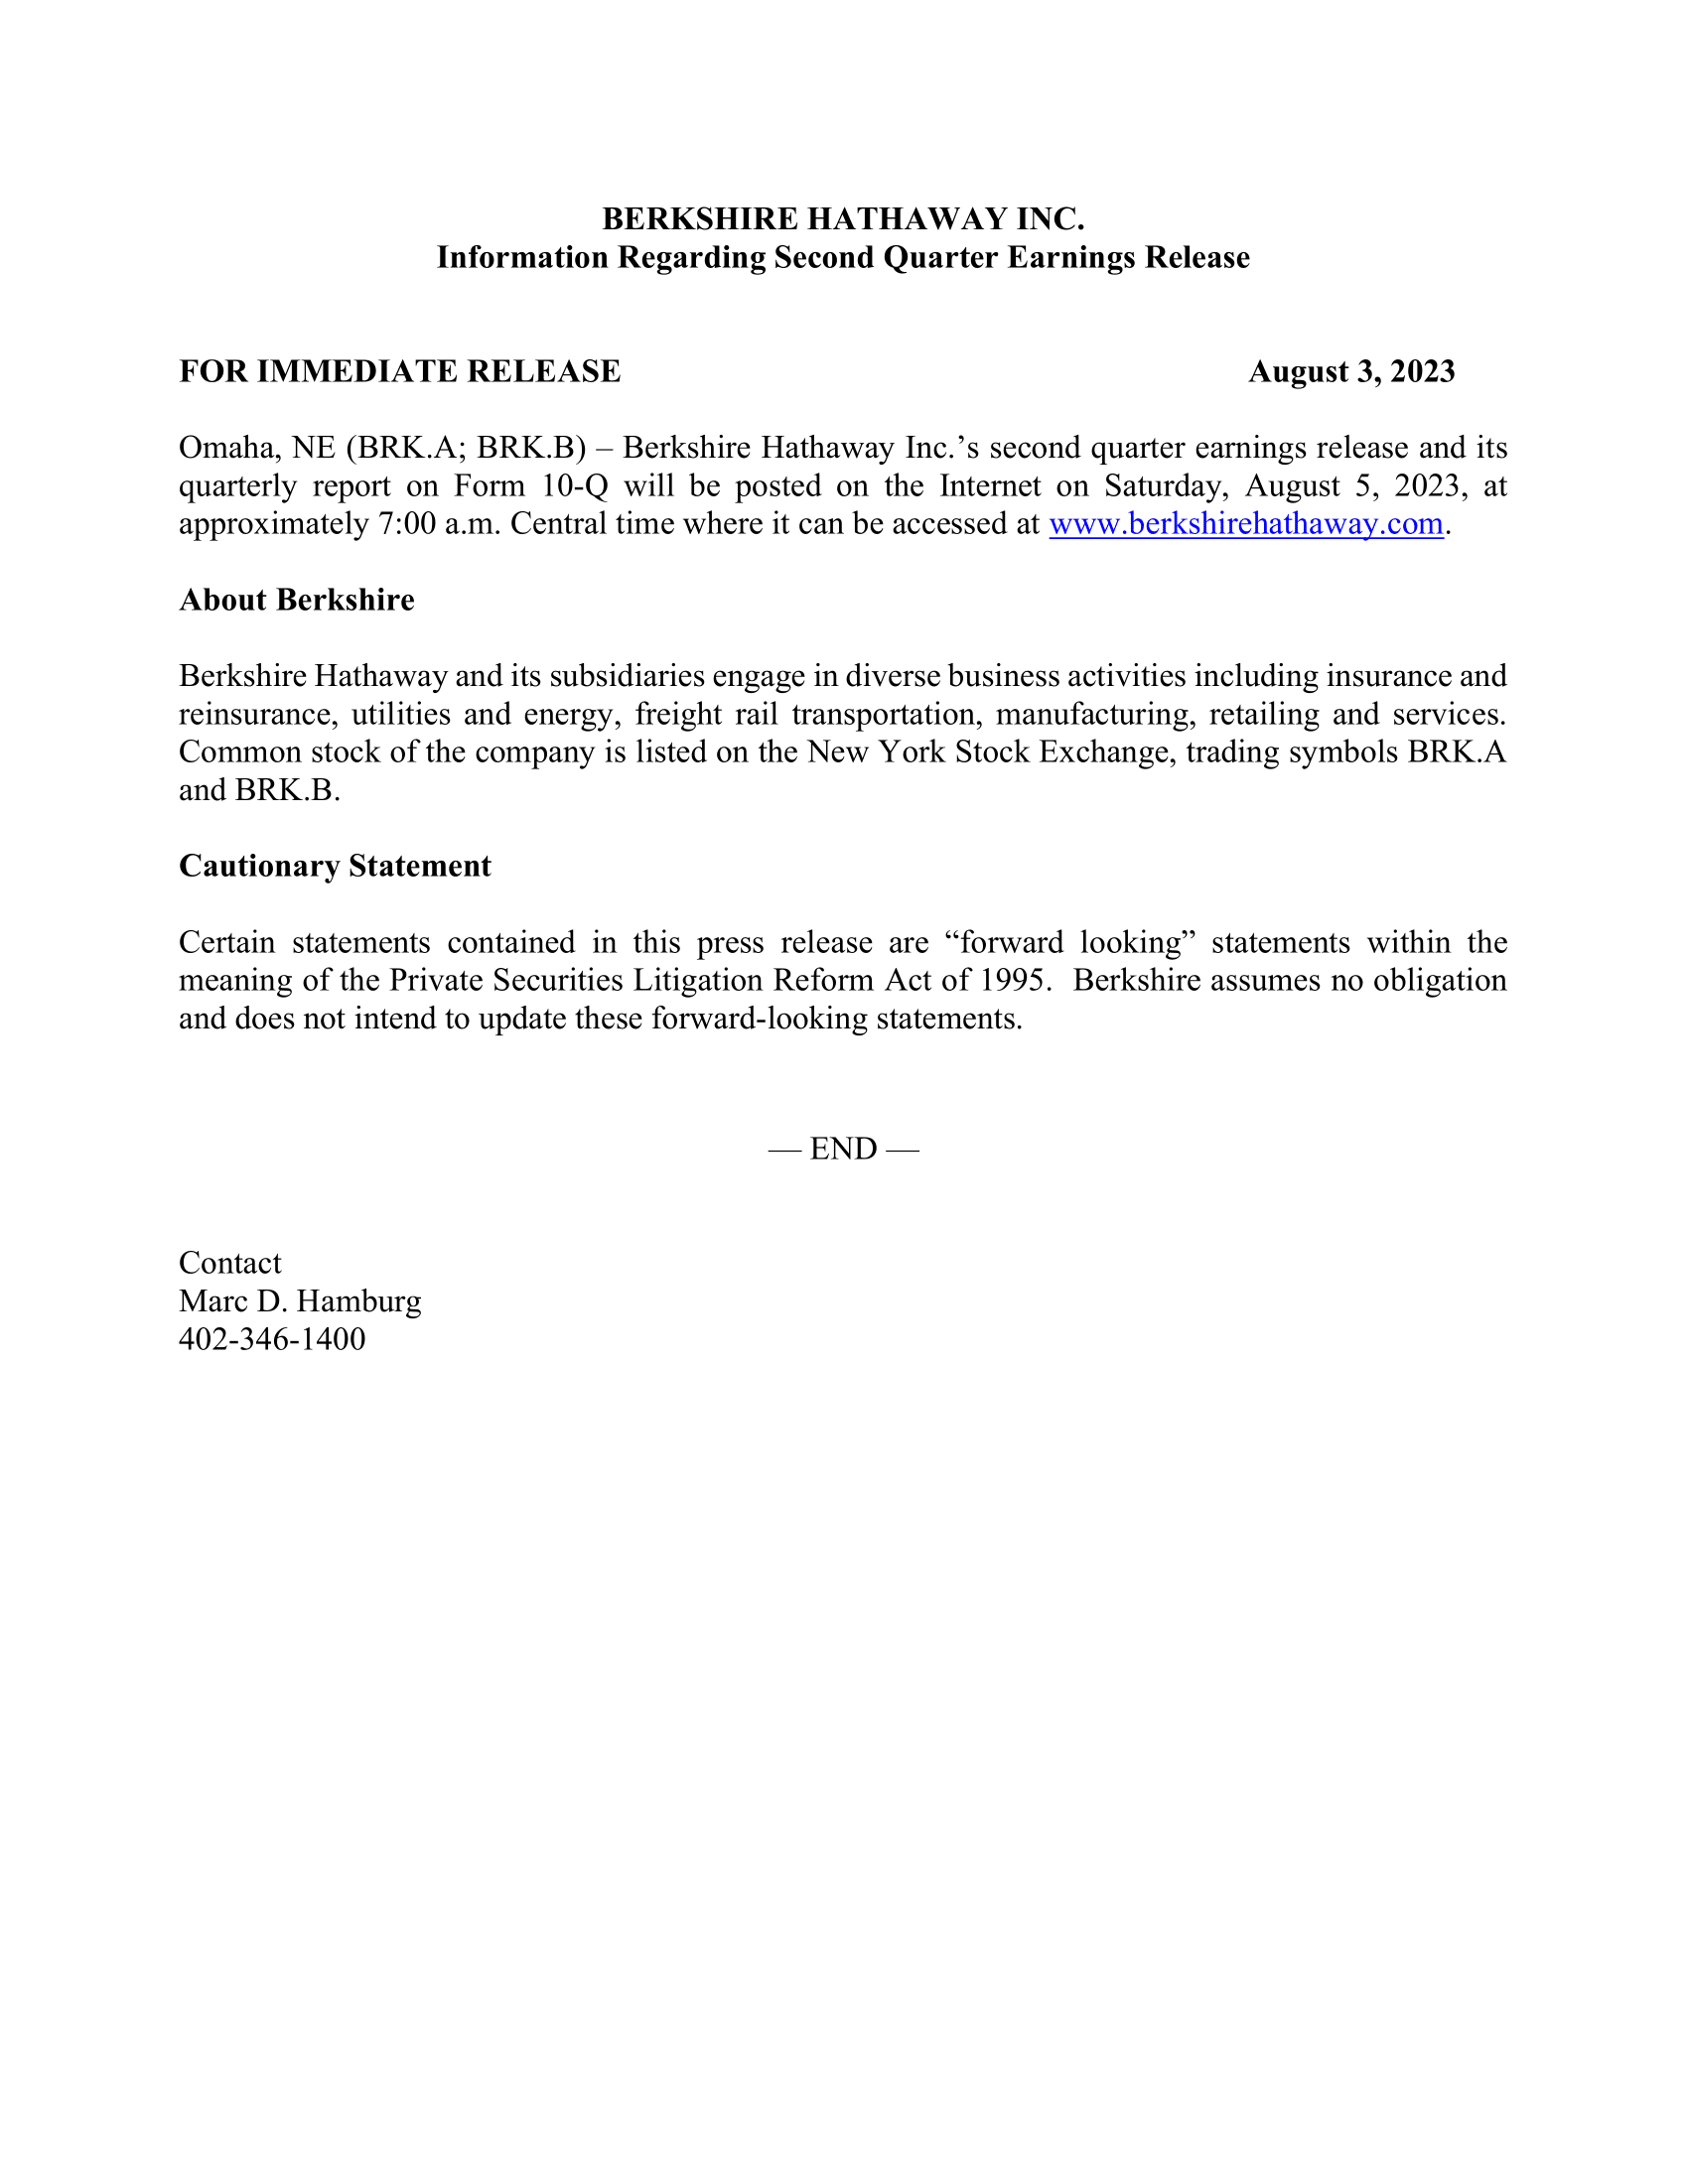 BERKSHIRE HATHAWAY INC.
Information Regarding Second Quarter Earnings Release
FOR IMMEDIATE RELEASE August 3, 2023
Omaha, NE (BRK.A; BRK.B) – Berkshire Hathaway Inc.’s second quarter earnings release and its
quarterly report on Form 10-Q will be posted on the Internet on Saturday, August 5, 2023, at
approximately 7:00 a.m. Central time where it can be accessed at www.berkshirehathaway.com.
About Berkshire
Berkshire Hathaway and its subsidiaries engage in diverse business activities including insurance and
reinsurance, utilities and energy, freight rail transportation, manufacturing, retailing and services.
Common stock of the company is listed on the New York Stock Exchange, trading symbols BRK.A
and BRK.B.
Cautionary Statement
Certain statements contained in this press release are “forward looking” statements within the
meaning of the Private Securities Litigation Reform Act of 1995.  Berkshire assumes no obligation
and does not intend to update these forward-looking statements.
— END —
Contact
Marc D. Hamburg
402-346-1400